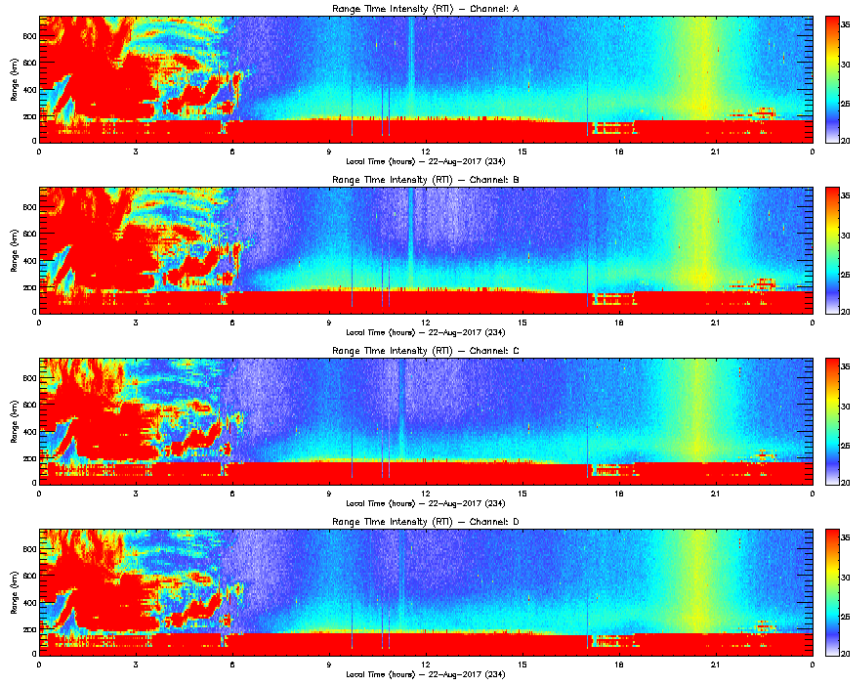 Range Time Intensity (RTI) – Channel: A
Range (km)
800
600
400
200
0
0 3 6 9 12 15 18 21 0
Local Time (hours) – 22-Aug-2017 (234)
35
30
25
20
Range Time Intensity (RTI) – Channel: B
Range (km)
800
600
400
200
0
0 3 6 9 12 15 18 21 0
Local Time (hours) – 22-Aug-2017 (234)
35
30
25
20
Range Time Intensity (RTI) – Channel: C
Range (km)
800
600
400
200
0
0 3 6 9 12 15 18 21 0
Local Time (hours) – 22-Aug-2017 (234)
35
30
25
20
Range Time Intensity (RTI) – Channel: D
Range (km)
800
600
400
200
0
0 3 6 9 12 15 18 21 0
Local Time (hours) – 22-Aug-2017 (234)
35
30
25
20